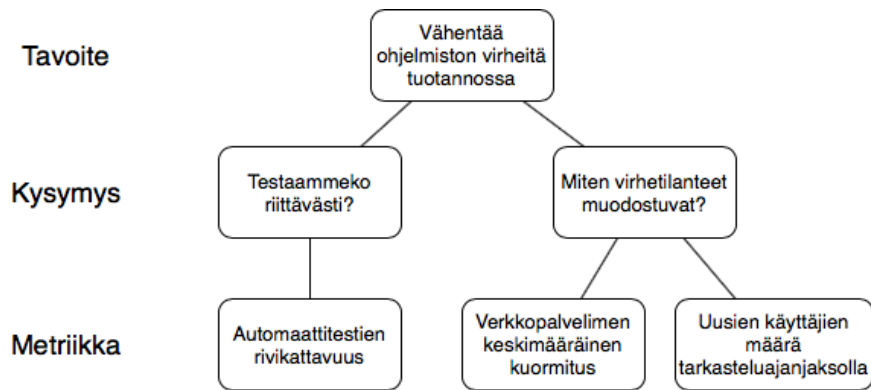 Tavoite
Vähentää
ohjelmiston virheitä
tuotannossa
Kysymys
Testaammeko
riittävästi?
Miten virhetilanteet
muodostuvat?
Metriikka
Automaattitestien
rivikattavuus
Verkkopalvelimen
keskimääräinen
kuormitus
Uusien käyttäjien
määrä
tarkasteluajanjaksolla